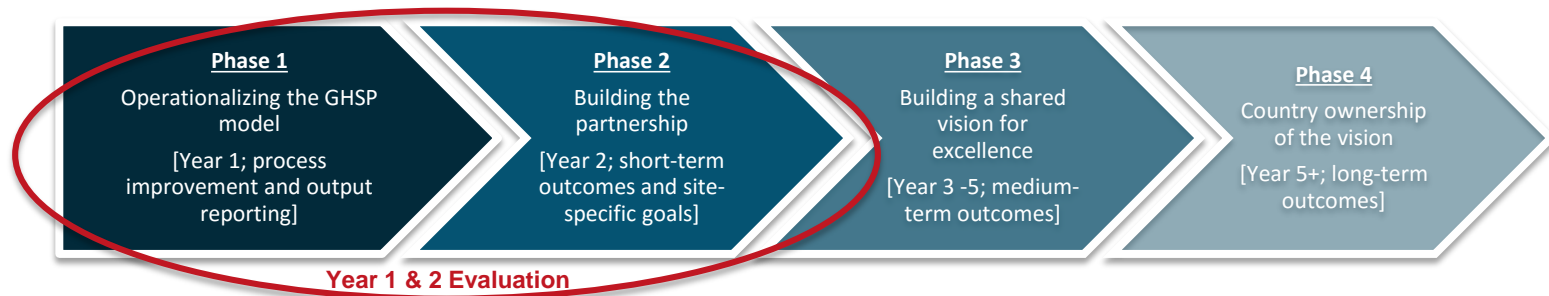 Phase 1
Operationalizing the GHSP
model
[Year 1; process
improvement and output
reporting]
Phase 2
Building the
partnership
[Year 2; short-term
outcomes and site-
specific goals]
Phase 3
Building a shared
vision for
excellence
[Year 3 -5; medium-
term outcomes]
Phase 4
Country ownership
of the vision
[Year 5+; long-term
outcomes]
Year 1 & 2 Evaluation